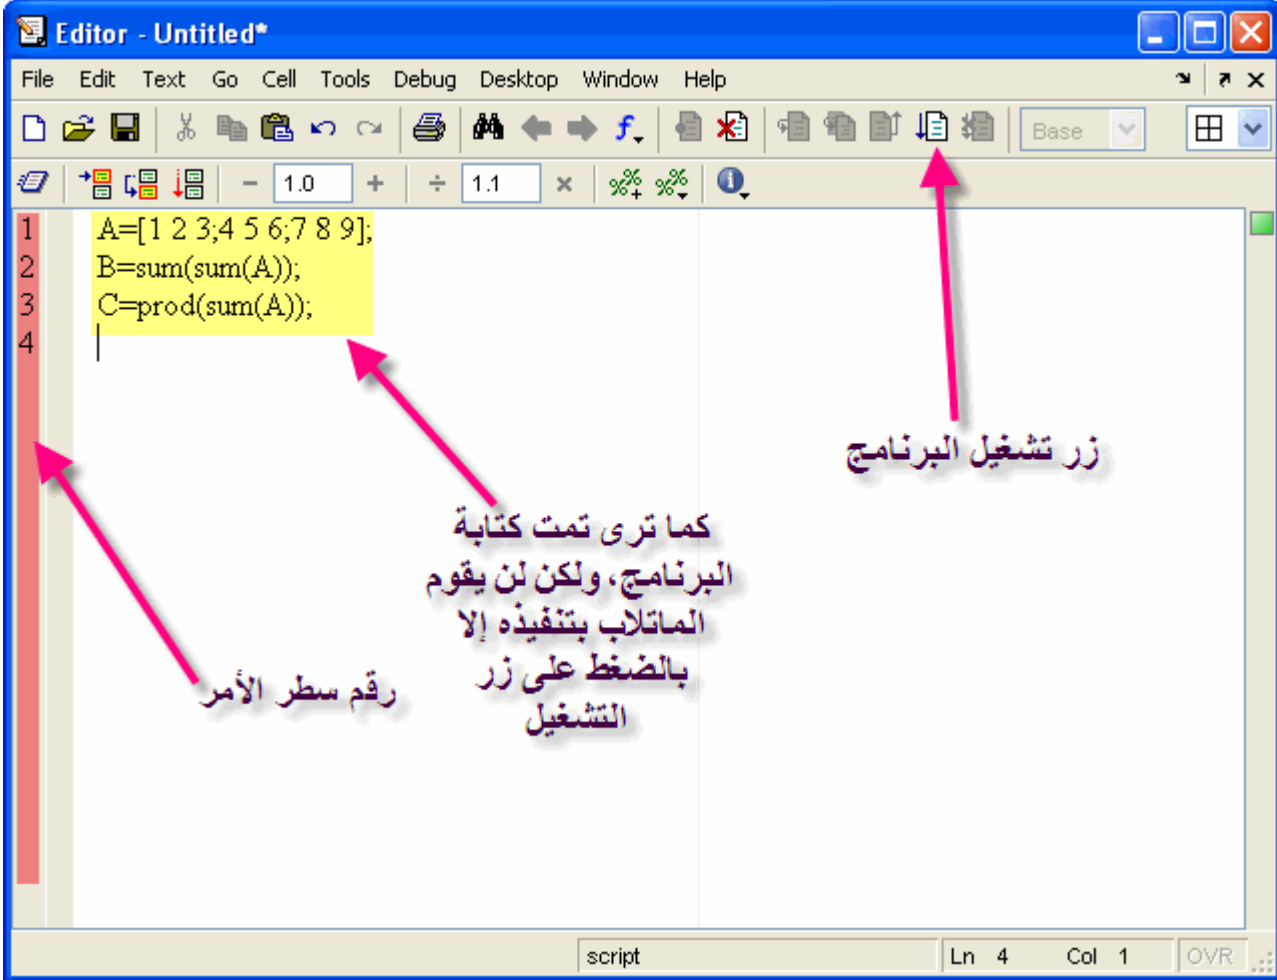 Editor - Untitled*
File Edit Text Go Cell Tools Debug Desktop Window Help
Base
1.0
1.1
1 A=[1 2 3;4 5 6;7 8 9];
2 B=sum(sum(A));
3 C=prod(sum(A));
4
زر تشغيل البرنامج
كما ترى تمت كتابة
البرنامج، ولكن لن يقوم
الماتلاب بتنفيذه إلا
بالضغط على زر
التشغيل
رقم سطر الأمر
script Ln 4 Col 1 OVR